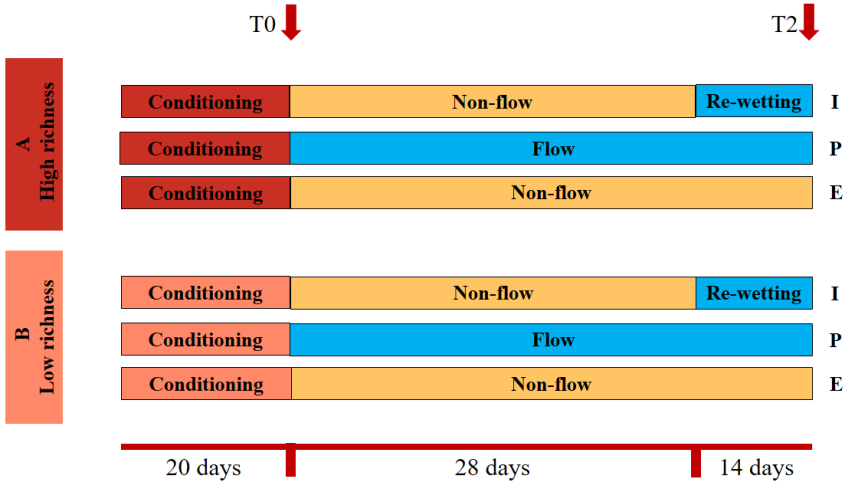 T0
T2
A
High richness
Conditioning
Non-flow
Re-wetting
I
Conditioning
Flow
P
Conditioning
Non-flow
E
B
Low richness
Conditioning
Non-flow
Re-wetting
I
Conditioning
Flow
P
Conditioning
Non-flow
E
20 days
28 days
14 days